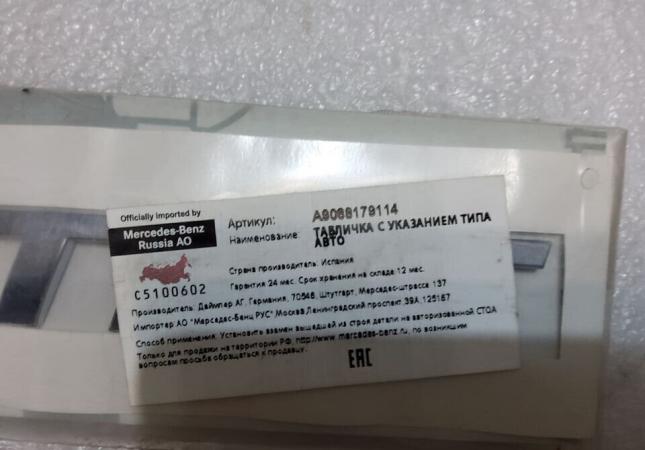 Officially imported by
Mercedes-Benz
Russia AO
Артикул: A9068179114
Наименование: ТАБЛИЧКА С УКАЗАНИЕМ ТИПА
АВТО
C5100602
Страна производитель: Испания
Гарантия 24 мес. Срок хранения на складе 12 мес.
Производитель: Даймлер АГ, Германия, 70546, Штутгарт, Мерседес-штрассе 137
Импортер АО "Мерседес-Бенц РУС" Москва Ленинградский проспект 39А, 125167
Способ применения: Установить взамен вышедшей из строя детали на авторизованной СТОА
Только для продажи на территории РФ. http://www.mercedes-benz.ru, по возникшим
вопросам просьба обращаться к продавцу.
EAC